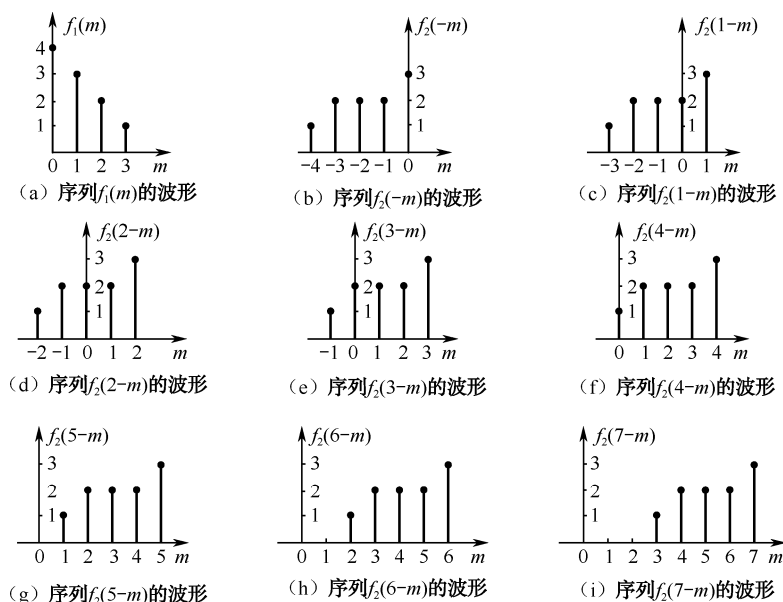 f₁(m)
4
3
2
1
0 1 2 3 m
(a) 序列f₁(m)的波形
f₂(−m)
3
2
1
−4 −3 −2 −1 0 m
(b) 序列f₂(−m)的波形
f₂(1−m)
3
2
1
−3 −2 −1 0 1 m
(c) 序列f₂(1−m)的波形
f₂(2−m)
3
2
1
−2 −1 0 1 2 m
(d) 序列f₂(2−m)的波形
f₂(3−m)
3
2
1
−1 0 1 2 3 m
(e) 序列f₂(3−m)的波形
f₂(4−m)
3
2
1
0 1 2 3 4 m
(f) 序列f₂(4−m)的波形
f₂(5−m)
3
2
1
0 1 2 3 4 5 m
(g) 序列f₂(5−m)的波形
f₂(6−m)
3
2
1
0 1 2 3 4 5 6 m
(h) 序列f₂(6−m)的波形
f₂(7−m)
3
2
1
0 1 2 3 4 5 6 7 m
(i) 序列f₂(7−m)的波形